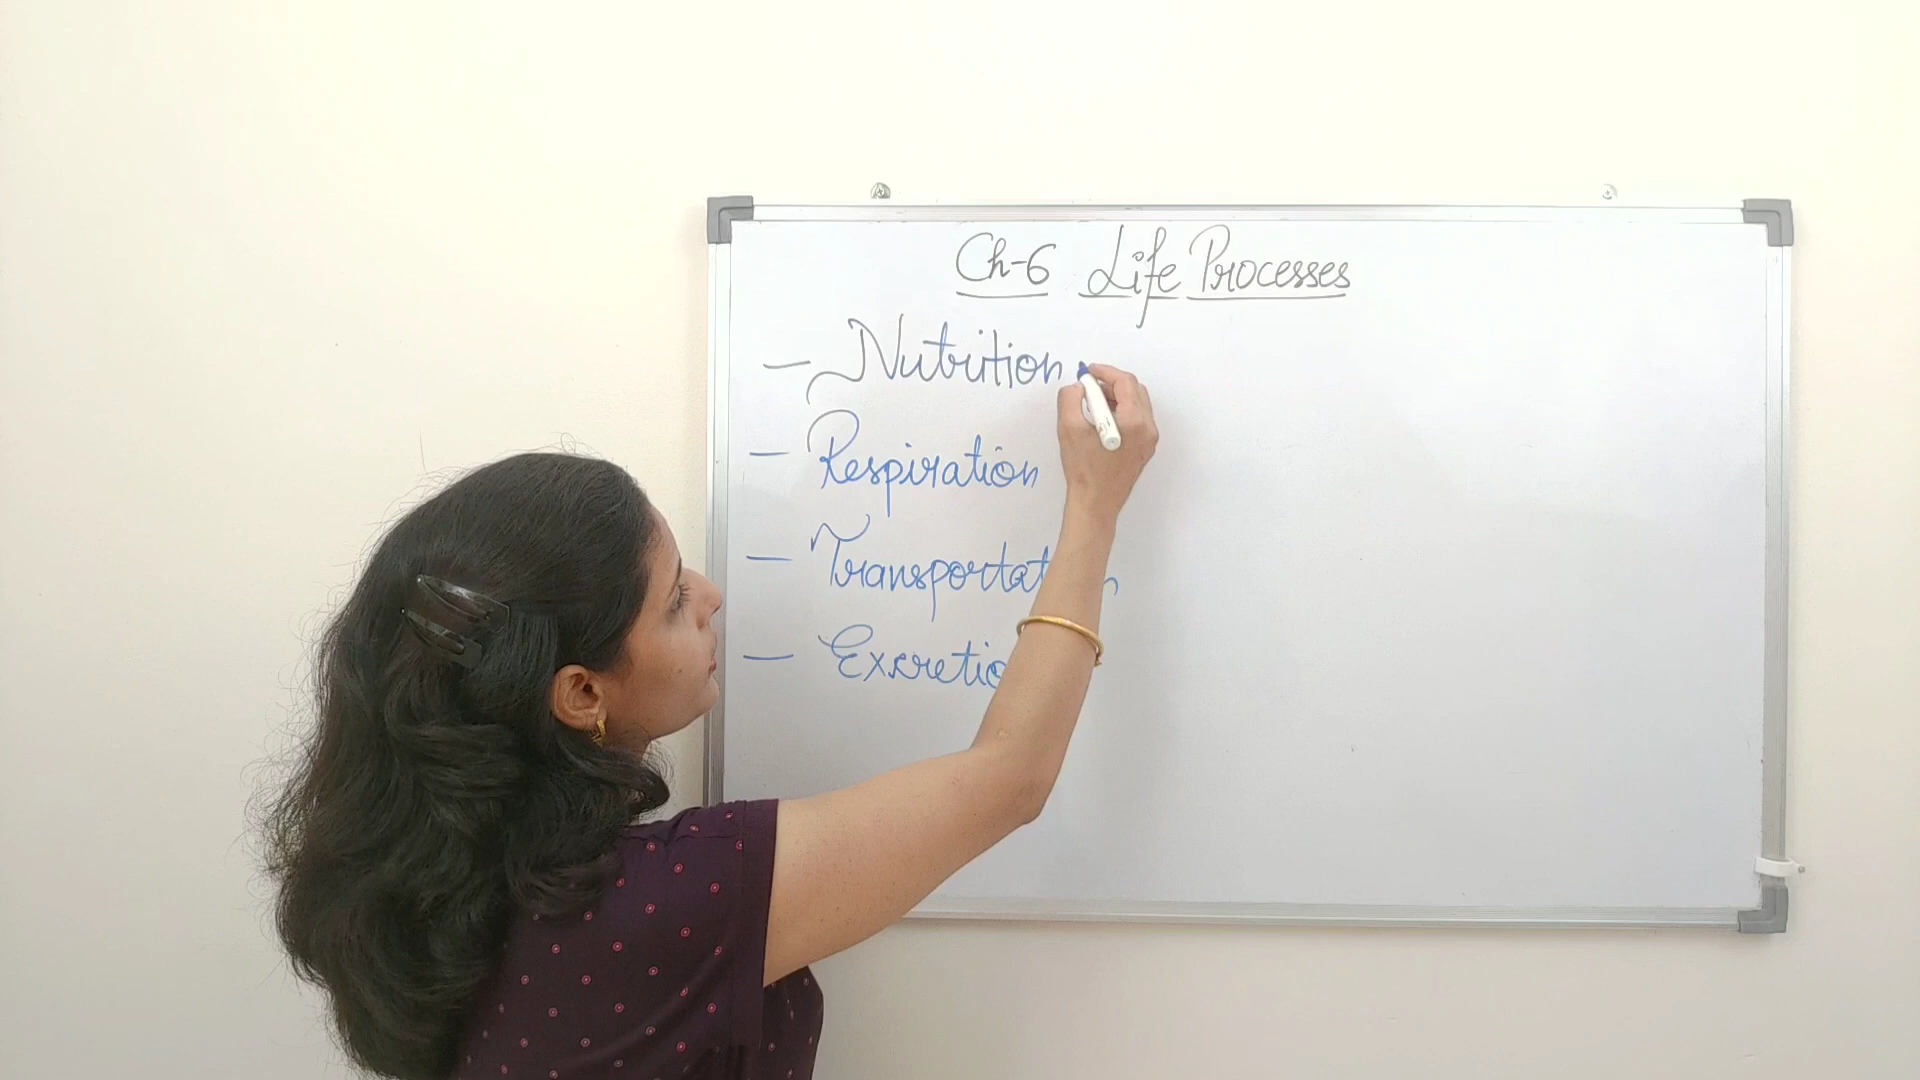 Ch-6 Life Processes
- Nutrition
- Respiration
- Transportation
- Excretion